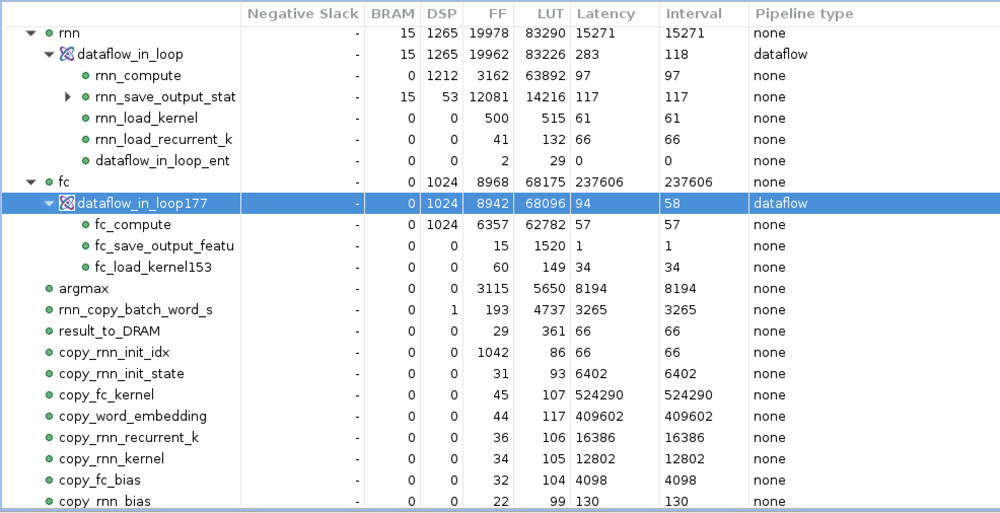 Negative Slack BRAM DSP FF LUT Latency Interval Pipeline type
rnn - 15 1265 19978 83290 15271 15271 none
dataflow_in_loop - 15 1265 19962 83226 283 118 dataflow
rnn_compute - 0 1212 3162 63892 97 97 none
rnn_save_output_stat - 15 53 12081 14216 117 117 none
rnn_load_kernel - 0 0 500 515 61 61 none
rnn_load_recurrent_k - 0 0 41 132 66 66 none
dataflow_in_loop_ent - 0 0 2 29 0 0 none
fc - 0 1024 8968 68175 237606 237606 none
dataflow_in_loop177 - 0 1024 8942 68096 94 58 dataflow
fc_compute - 0 1024 6357 62782 57 57 none
fc_save_output_featu - 0 0 15 1520 1 1 none
fc_load_kernel153 - 0 0 60 149 34 34 none
argmax - 0 0 3115 5650 8194 8194 none
rnn_copy_batch_word_s - 0 1 193 4737 3265 3265 none
result_to_DRAM - 0 0 29 361 66 66 none
copy_rnn_init_idx - 0 0 1042 86 66 66 none
copy_rnn_init_state - 0 0 31 93 6402 6402 none
copy_fc_kernel - 0 0 45 107 524290 524290 none
copy_word_embedding - 0 0 44 117 409602 409602 none
copy_rnn_recurrent_k - 0 0 36 106 16386 16386 none
copy_rnn_kernel - 0 0 34 105 12802 12802 none
copy_fc_bias - 0 0 32 104 4098 4098 none
copy_rnn_bias - 0 0 22 99 130 130 none